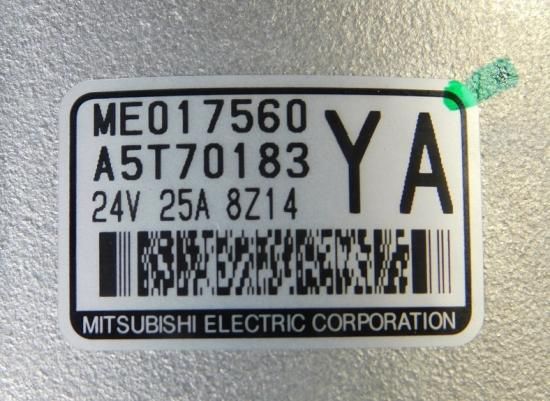 ME017560
A5T70183
YA
24V 25A 8Z14
MITSUBISHI ELECTRIC CORPORATION